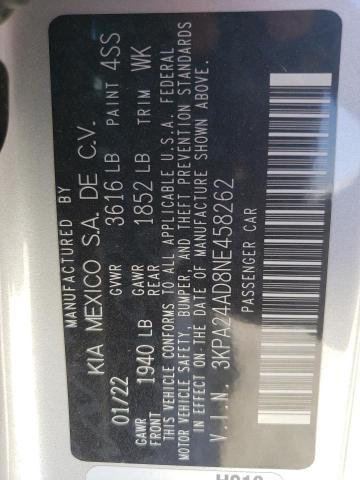 MANUFACTURED BY
KIA MEXICO S.A. DE C.V.
01/22 GVWR 3616 LB PAINT 4SS
GAWR FRONT 1940 LB GAWR REAR 1852 LB TRIM WK
THIS VEHICLE CONFORMS TO ALL APPLICABLE U.S.A. FEDERAL
MOTOR VEHICLE SAFETY, BUMPER, AND THEFT PREVENTION STANDARDS
IN EFFECT ON THE DATE OF MANUFACTURE SHOWN ABOVE.
V.I.N. 3KPA24AD8NE458262
PASSENGER CAR